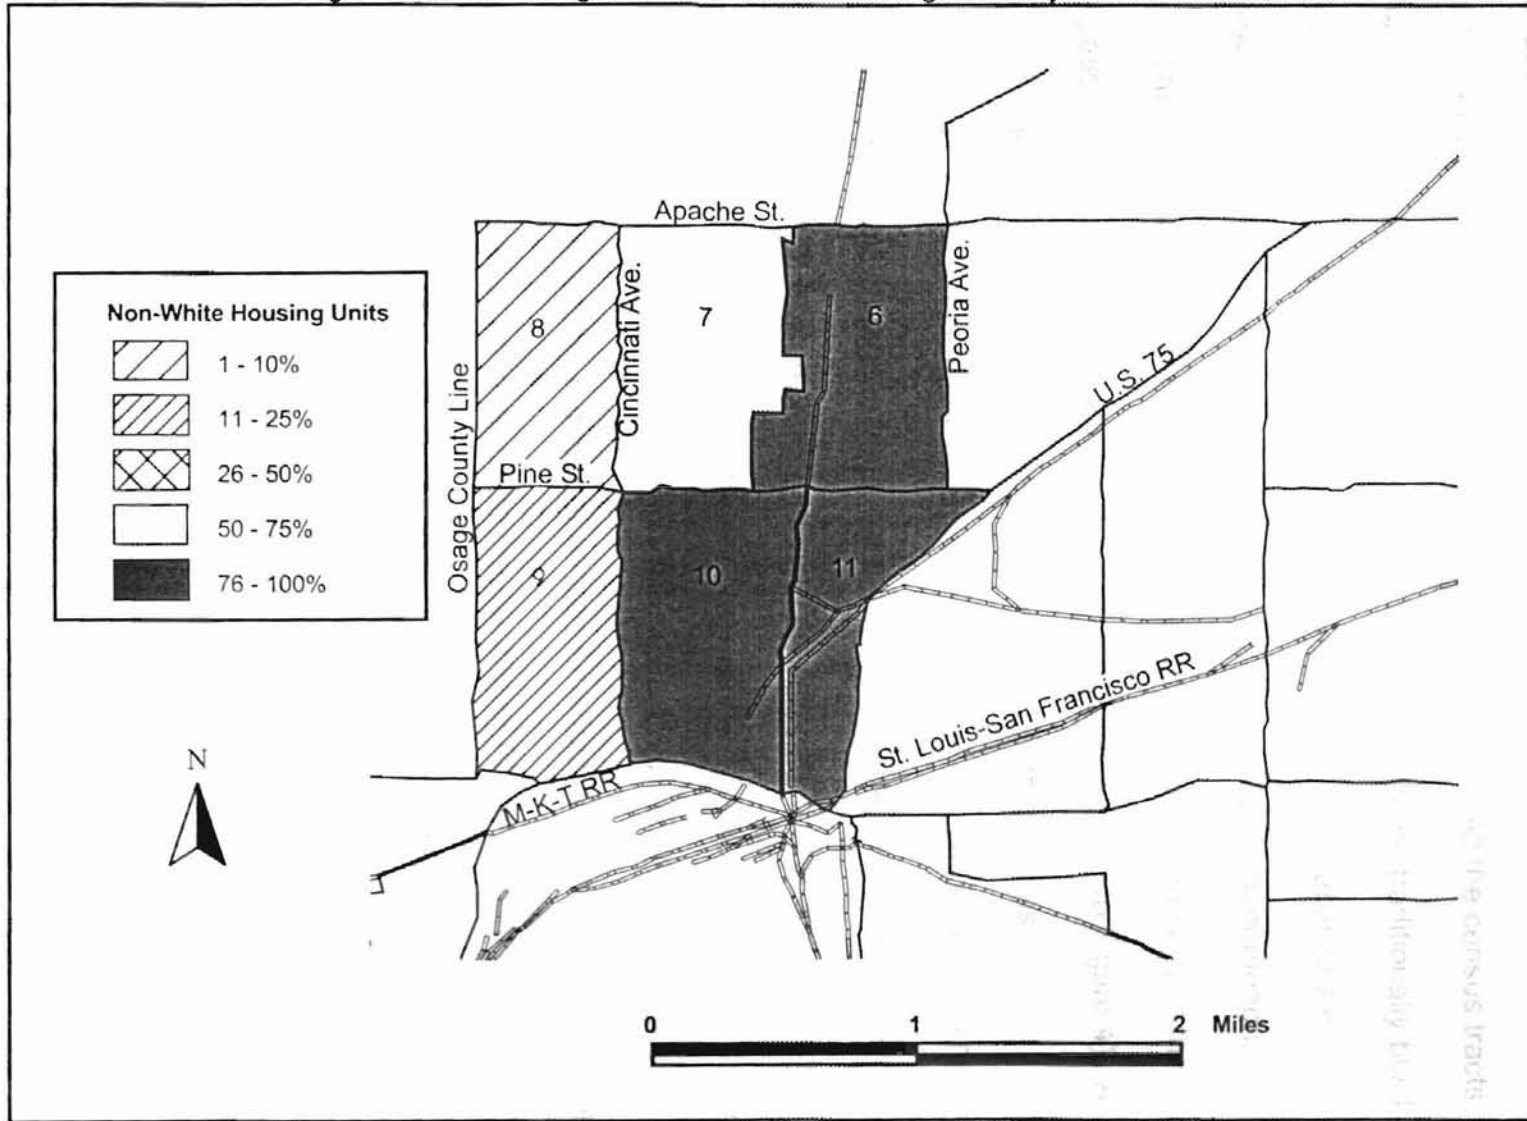 Apache St.
Non-White Housing Units
1 - 10%
11 - 25%
26 - 50%
50 - 75%
76 - 100%
Osage County Line
8
Cincinnati Ave.
7
6
Peoria Ave.
U.S. 75
Pine St.
9
10
11
St. Louis-San Francisco RR
M-K-T RR
N
0 1 2 Miles